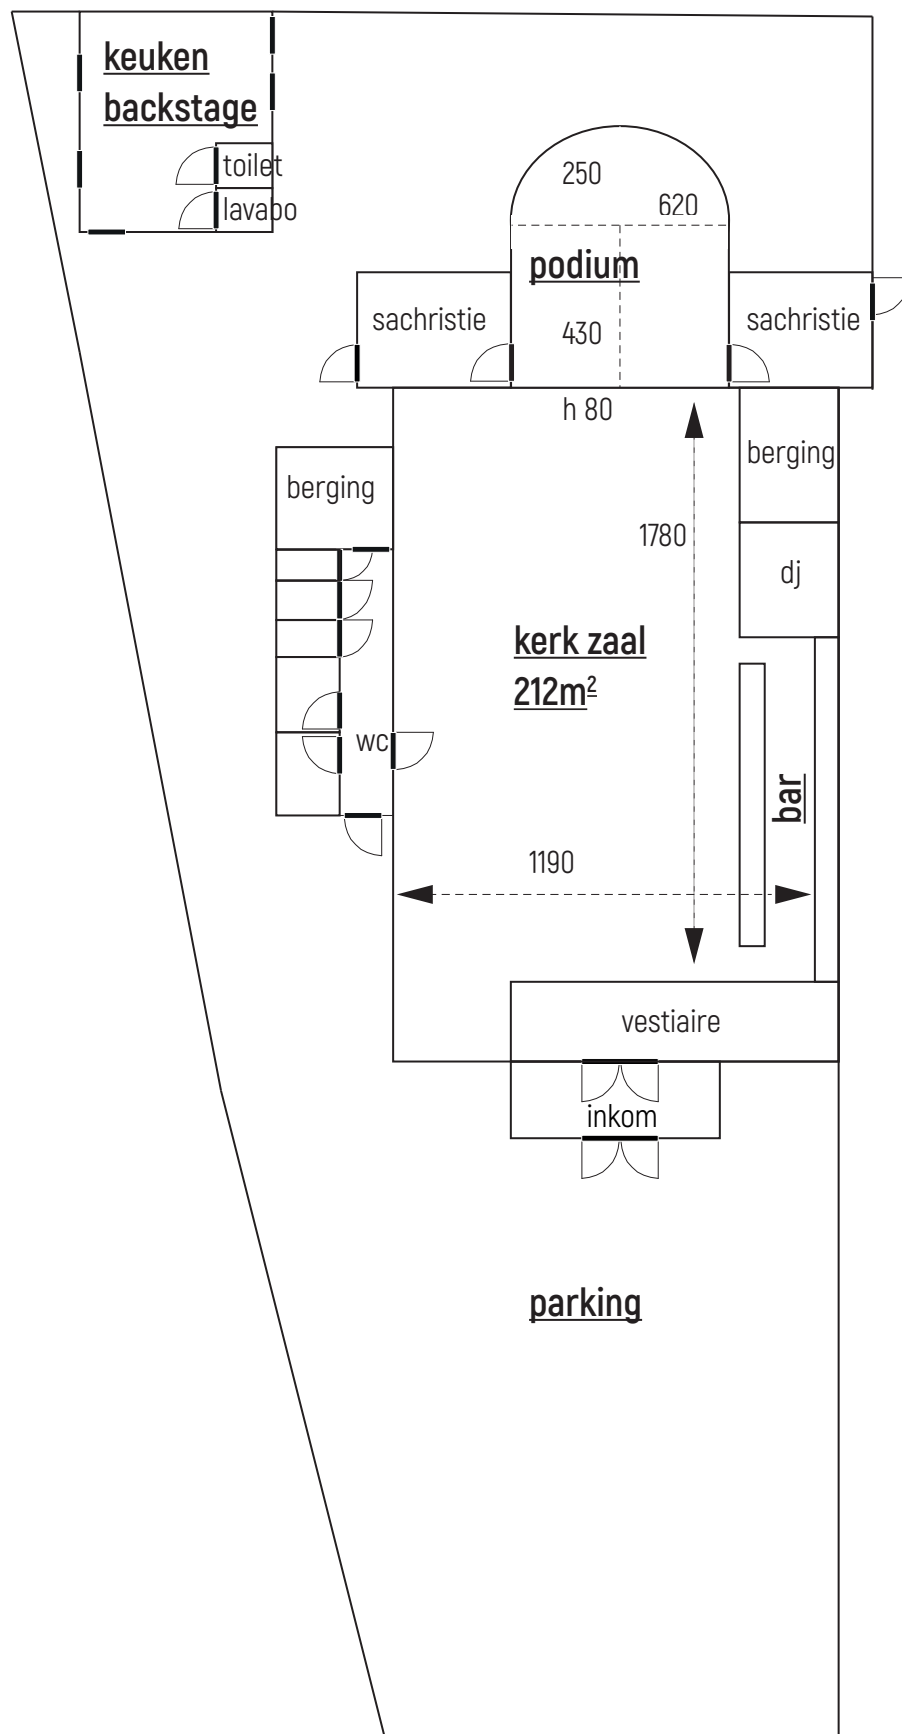 keuken
backstage
toilet
lavabo
250
620
podium
sachristie
430
sachristie
h 80
berging
berging
1780
dj
kerk zaal
212m²
wc
bar
1190
vestiaire
inkom
parking